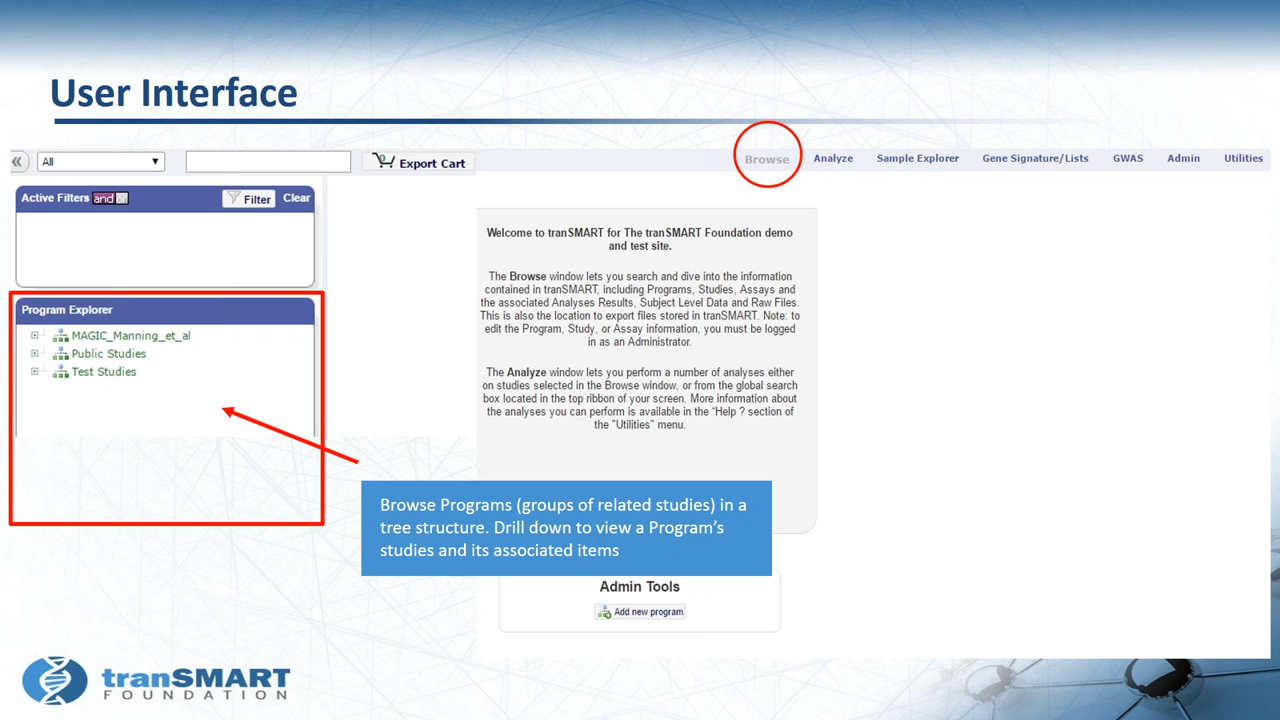 User Interface
All
Export Cart
Browse
Analyze
Sample Explorer
Gene Signature/Lists
GWAS
Admin
Utilities
Active Filters and or
Filter
Clear
Program Explorer
MAGIC_Manning_et_al
Public Studies
Test Studies
Welcome to tranSMART for The tranSMART Foundation demo
and test site.
The Browse window lets you search and dive into the information
contained in tranSMART, including Programs, Studies, Assays and
the associated Analyses Results, Subject Level Data and Raw Files.
This is also the location to export files stored in tranSMART. Note: to
edit the Program, Study, or Assay information, you must be logged
in as an Administrator.
The Analyze window lets you perform a number of analyses either
on studies selected in the Browse window, or from the global search
box located in the top ribbon of your screen. More information about
the analyses you can perform is available in the "Help ? section of
the "Utilities" menu.
Browse Programs (groups of related studies) in a
tree structure. Drill down to view a Program's
studies and its associated items
Admin Tools
Add new program
tranSMART
FOUNDATION